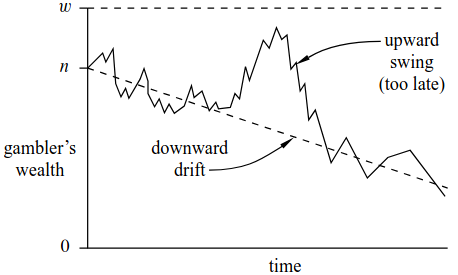 w
n
upward
swing
(too late)
gambler's
wealth
downward
drift
0
time